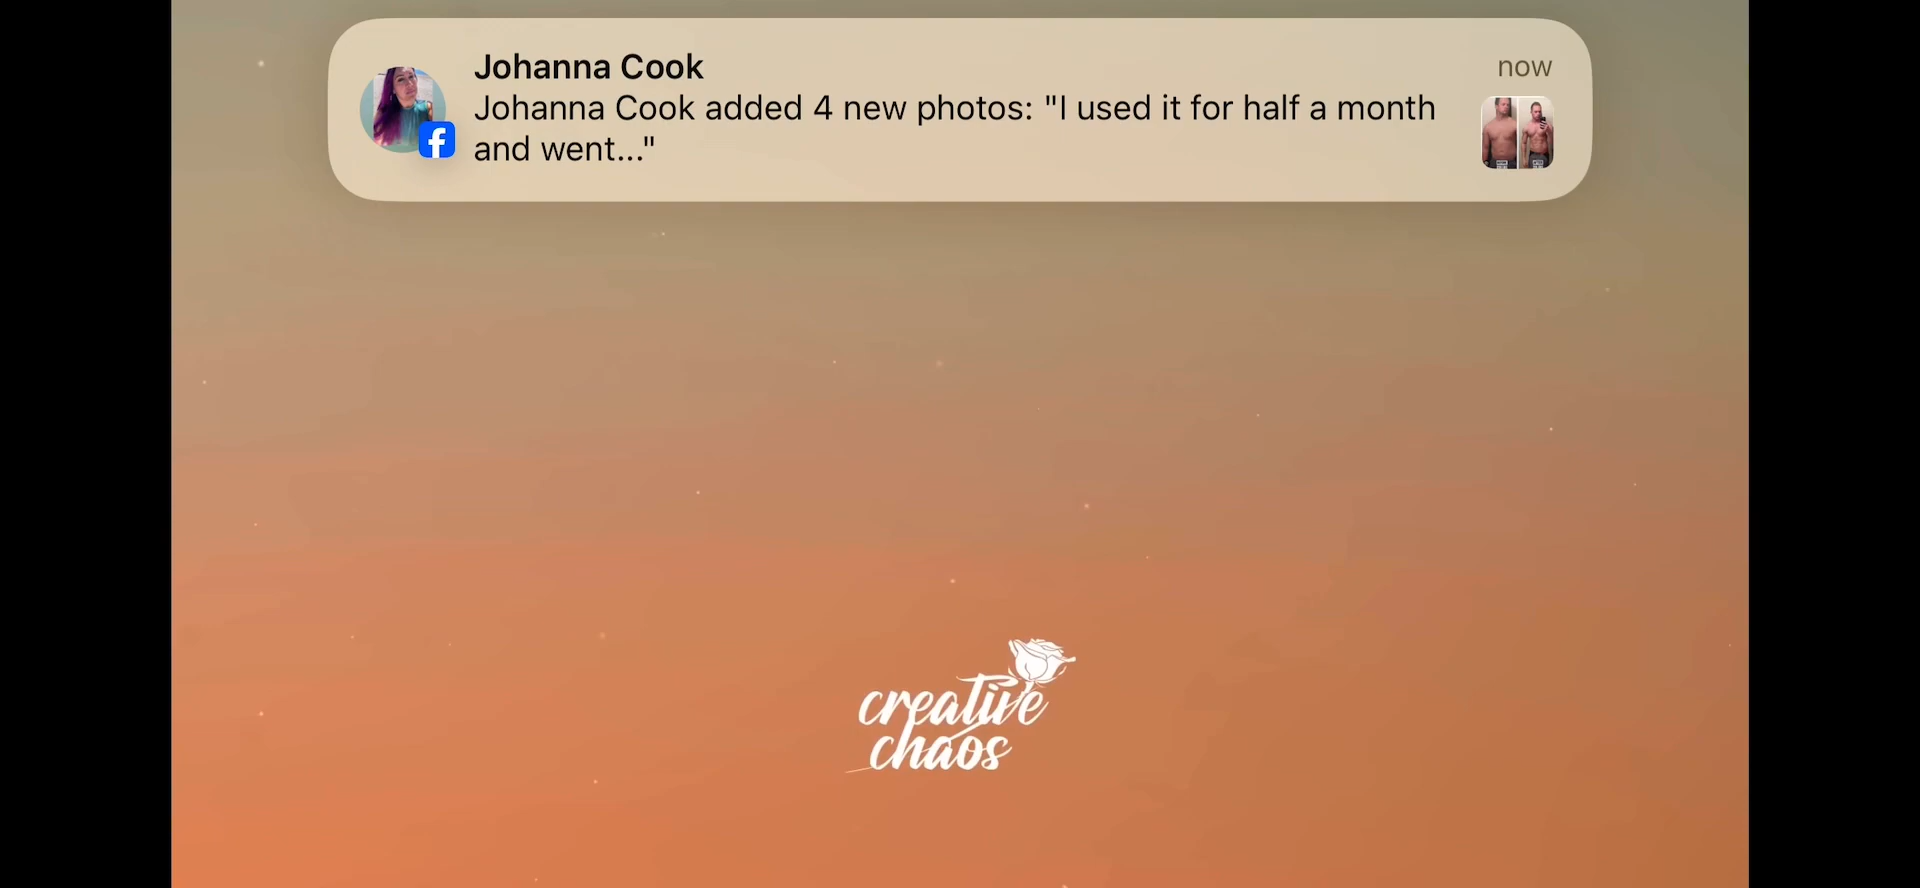 Johanna Cook
now
Johanna Cook added 4 new photos: "I used it for half a month
and went..."
creative
chaos